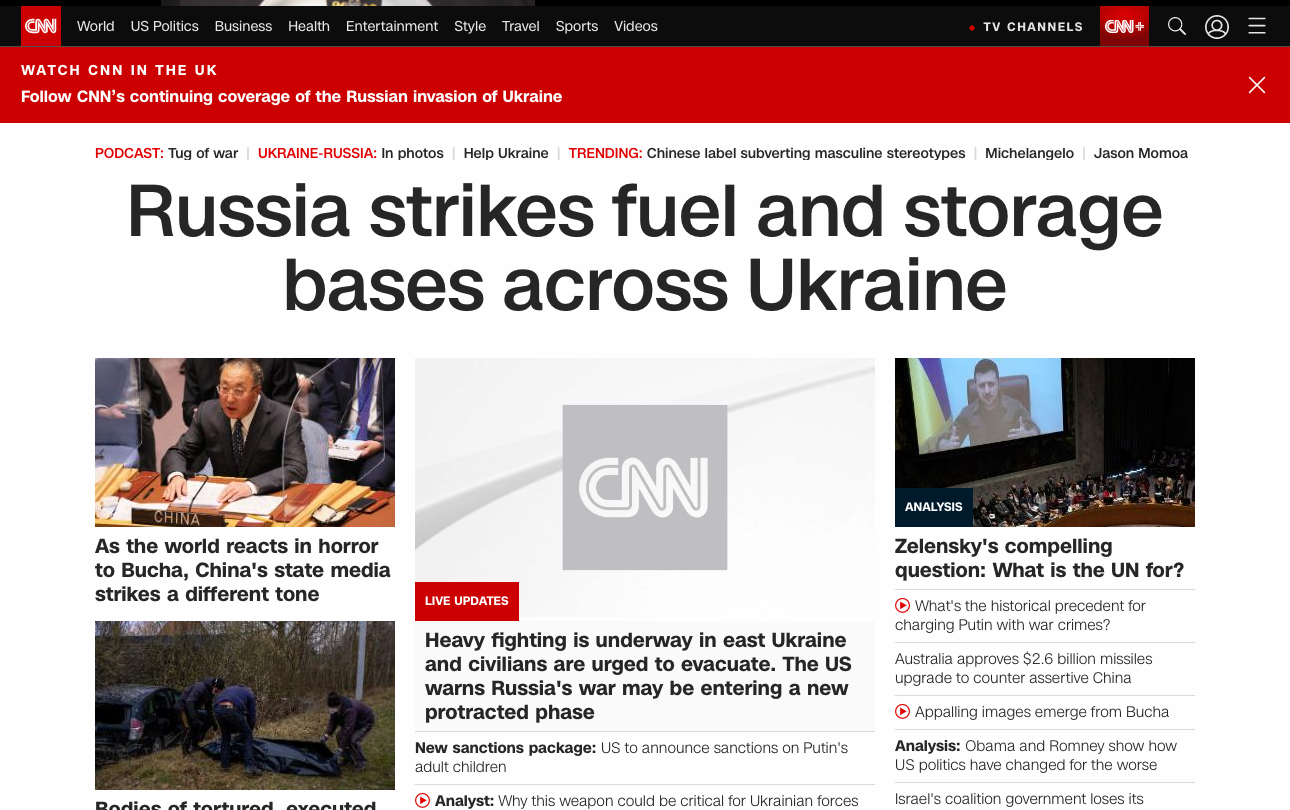 CNN World US Politics Business Health Entertainment Style Travel Sports Videos TV CHANNELS CNN+
WATCH CNN IN THE UK
Follow CNN’s continuing coverage of the Russian invasion of Ukraine
PODCAST: Tug of war | UKRAINE-RUSSIA: In photos | Help Ukraine | TRENDING: Chinese label subverting masculine stereotypes | Michelangelo | Jason Momoa
Russia strikes fuel and storage
bases across Ukraine
CHINA
As the world reacts in horror
to Bucha, China's state media
strikes a different tone
Bodies of tortured, executed
CNN
LIVE UPDATES
Heavy fighting is underway in east Ukraine
and civilians are urged to evacuate. The US
warns Russia's war may be entering a new
protracted phase
New sanctions package: US to announce sanctions on Putin's
adult children
Analyst: Why this weapon could be critical for Ukrainian forces
ANALYSIS
Zelensky's compelling
question: What is the UN for?
What's the historical precedent for
charging Putin with war crimes?
Australia approves $2.6 billion missiles
upgrade to counter assertive China
Appalling images emerge from Bucha
Analysis: Obama and Romney show how
US politics have changed for the worse
Israel's coalition government loses its